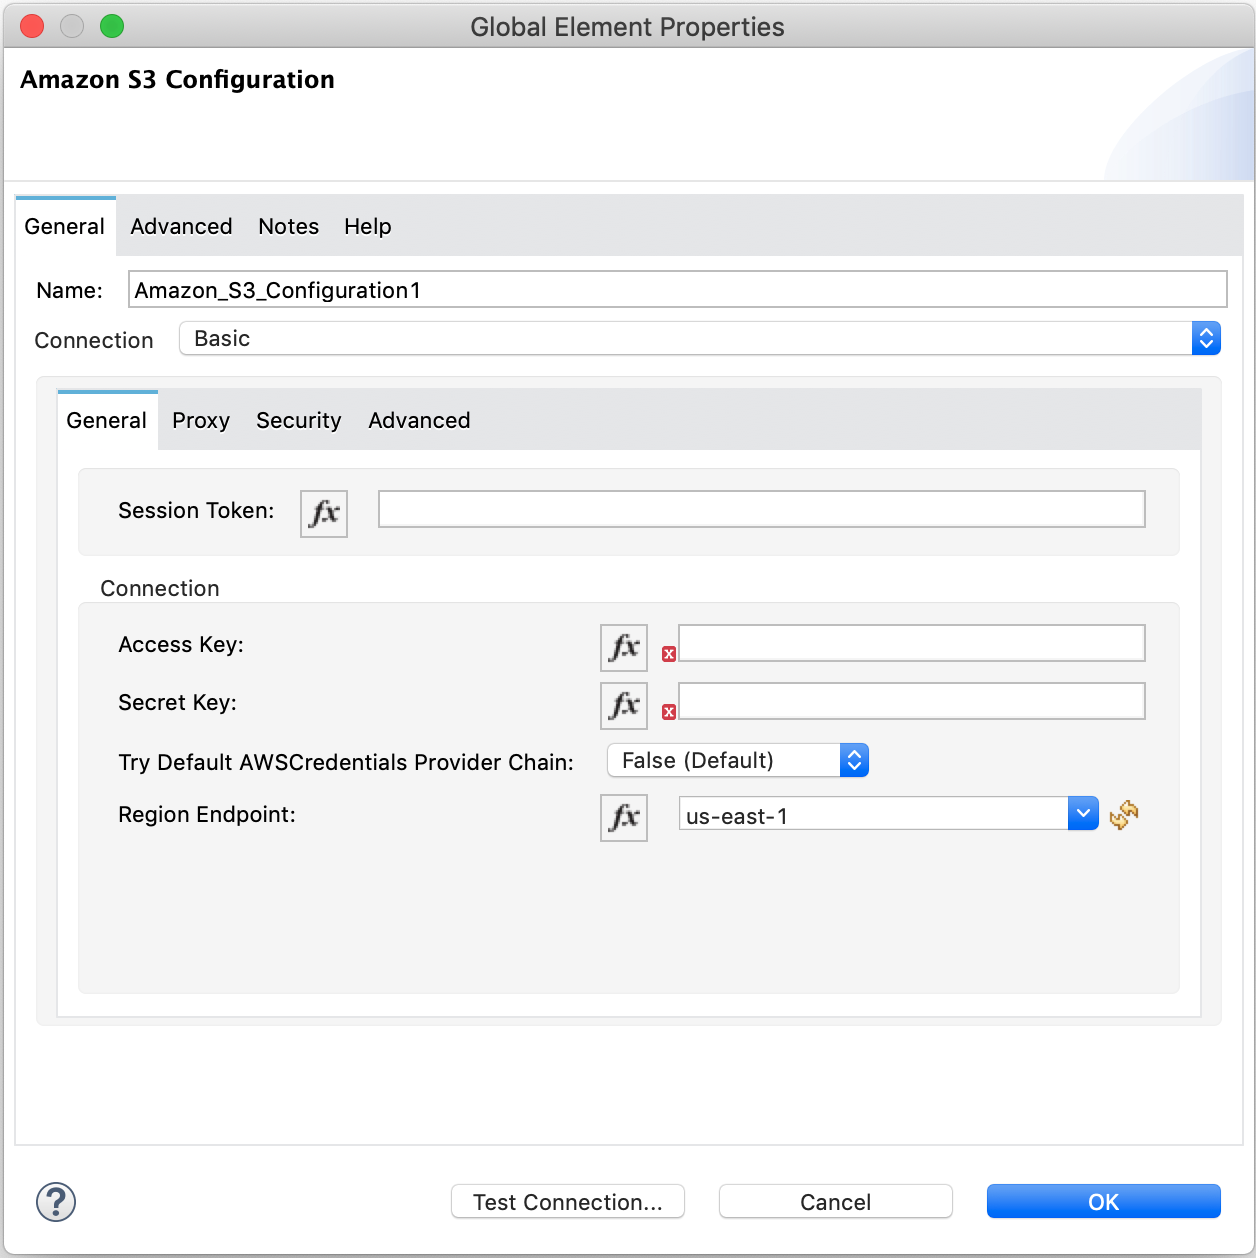 Global Element Properties
Amazon S3 Configuration
General Advanced Notes Help
Name: Amazon_S3_Configuration1
Connection Basic
General Proxy Security Advanced
Session Token: fx
Connection
Access Key: fx x
Secret Key: fx x
Try Default AWSCredentials Provider Chain: False (Default)
Region Endpoint: fx us-east-1
? Test Connection... Cancel OK